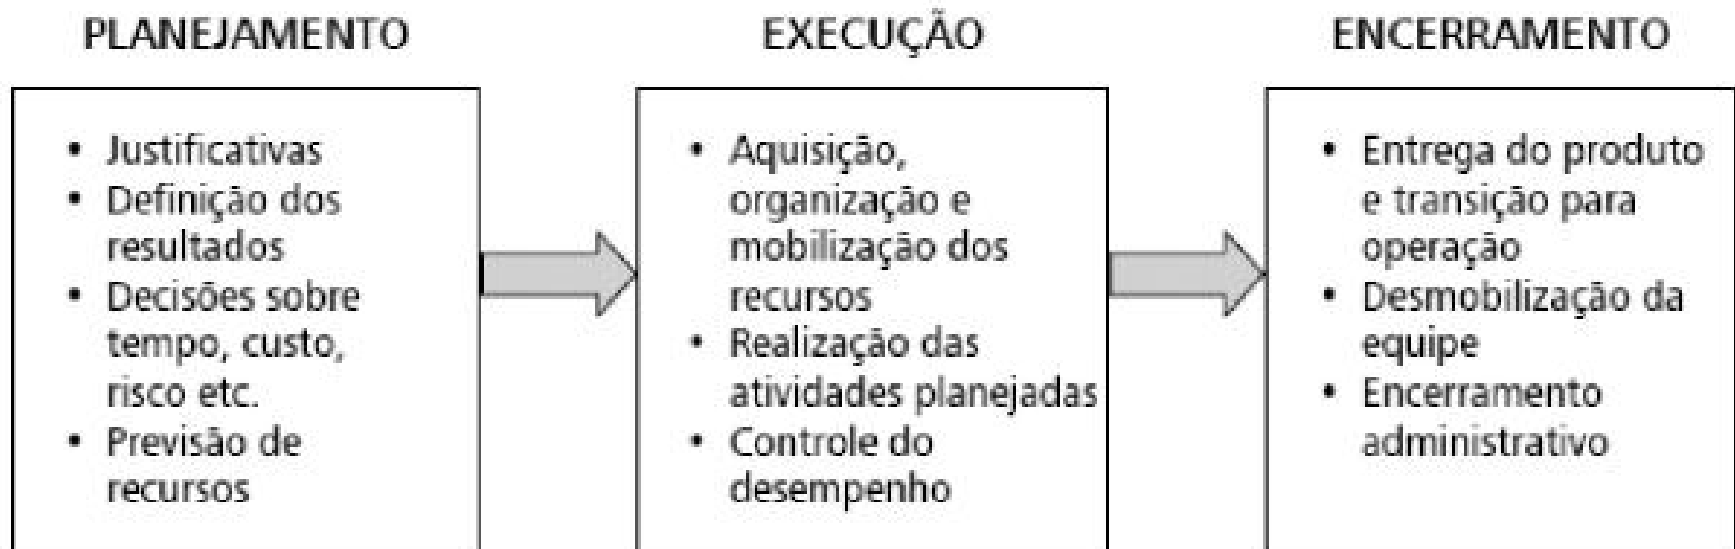 PLANEJAMENTO
• Justificativas
• Definição dos
resultados
• Decisões sobre
tempo, custo,
risco etc.
• Previsão de
recursos
EXECUÇÃO
• Aquisição,
organização e
mobilização dos
recursos
• Realização das
atividades planejadas
• Controle do
desempenho
ENCERRAMENTO
• Entrega do produto
e transição para
operação
• Desmobilização da
equipe
• Encerramento
administrativo